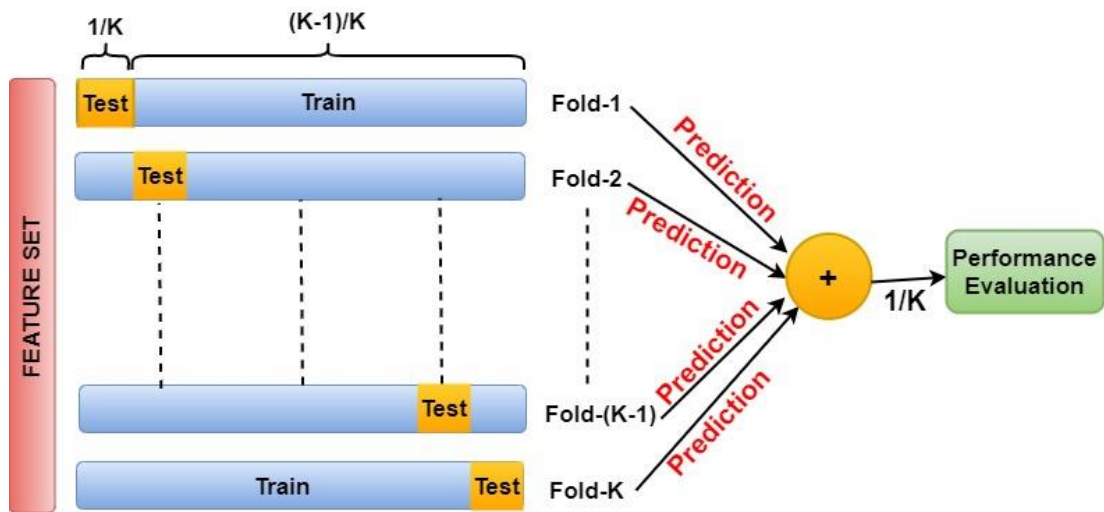 1/K
(K-1)/K
FEATURE SET
Test
Train
Fold-1
Prediction
Test
Fold-2
Prediction
+
1/K
Performance
Evaluation
Test
Fold-(K-1)
Prediction
Train
Test
Fold-K
Prediction